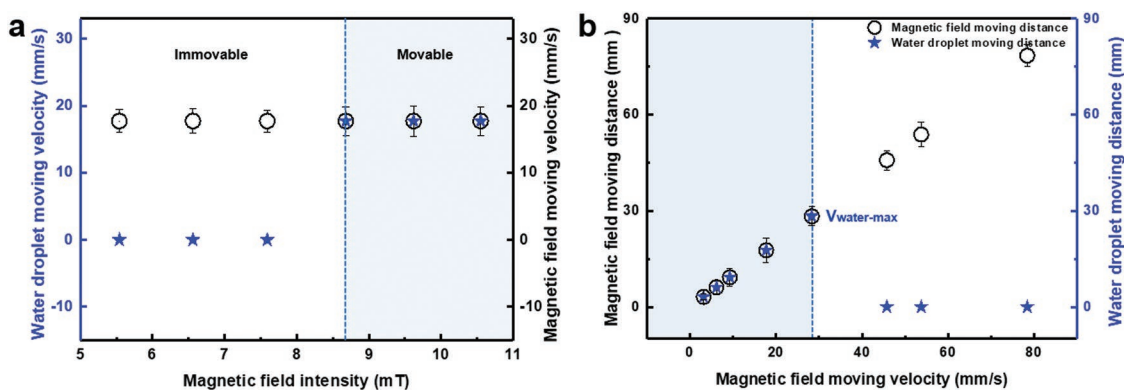 a
Immovable
Movable
Water droplet moving velocity (mm/s)
30
20
10
0
-10
Magnetic field moving velocity (mm/s)
30
20
10
0
-10
5
6
7
8
9
10
11
Magnetic field intensity (mT)
b
Magnetic field moving distance
Water droplet moving distance
Vwater-max
Magnetic field moving distance (mm)
90
60
30
0
Water droplet moving distance (mm)
90
60
30
0
0
20
40
60
80
Magnetic field moving velocity (mm/s)